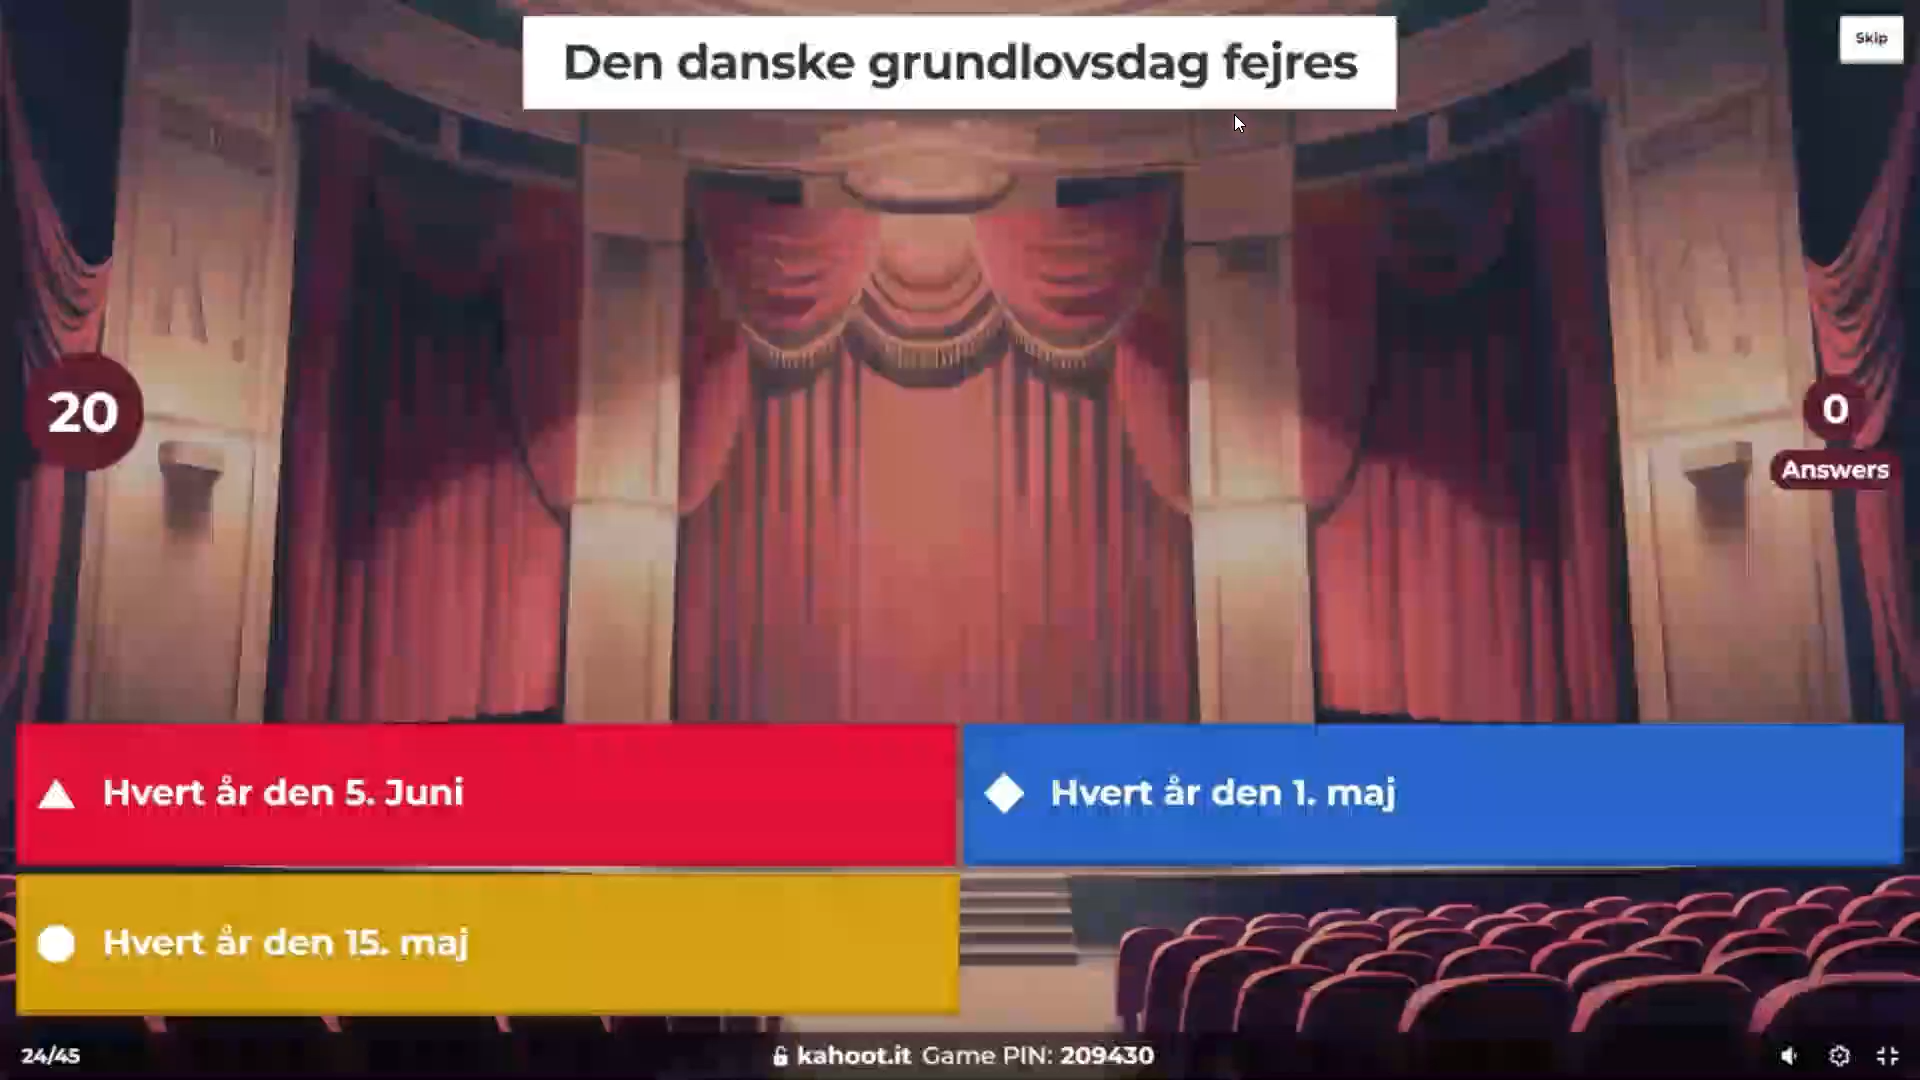 Den danske grundlovsdag fejres
Skip
20
0
Answers
Hvert år den 5. Juni
Hvert år den 1. maj
Hvert år den 15. maj
24/45
kahoot.it Game PIN: 209430